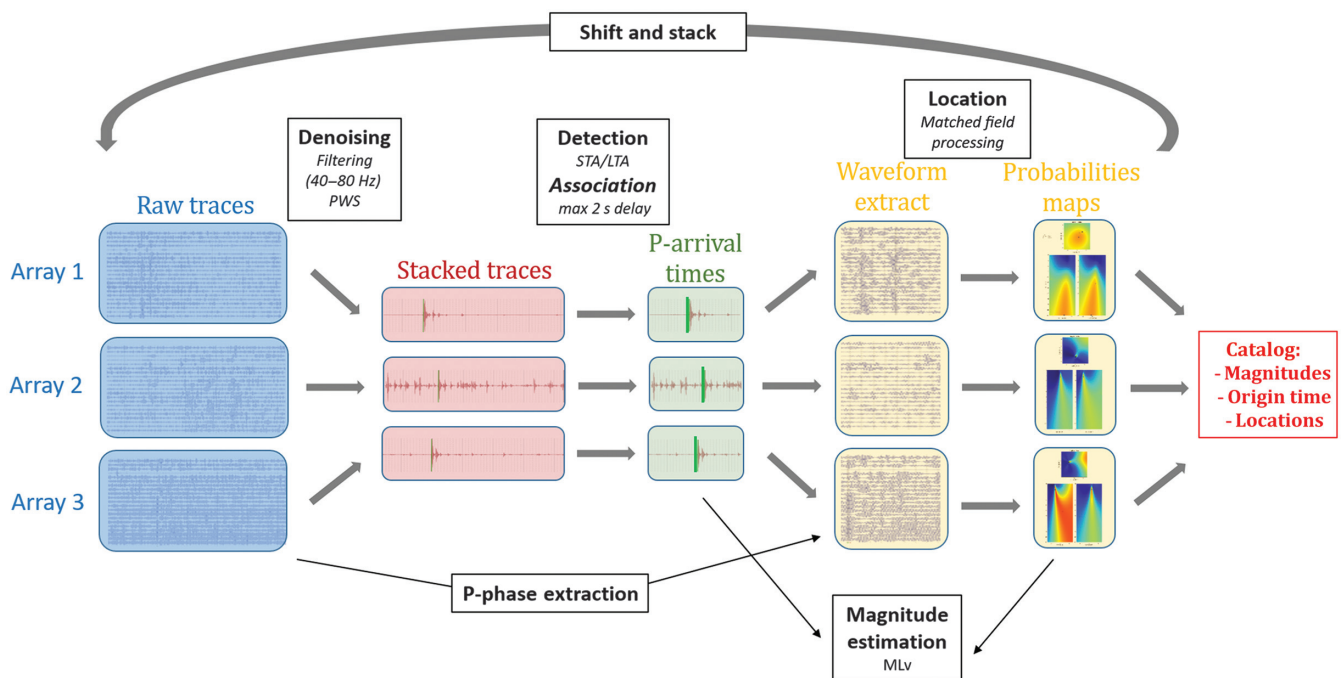 Shift and stack
Denoising
Filtering
(40–80 Hz)
PWS
Detection
STA/LTA
Association
max 2 s delay
Location
Matched field
processing
Raw traces
Stacked traces
P-arrival
times
Waveform
extract
Probabilities
maps
Array 1
Array 2
Array 3
Catalog:
- Magnitudes
- Origin time
- Locations
P-phase extraction
Magnitude
estimation
MLv